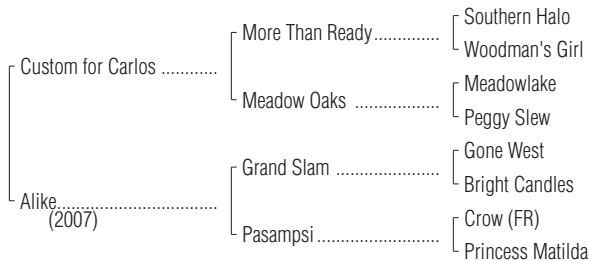 Southern Halo
More Than Ready..............
Woodman's Girl
Custom for Carlos ............
Meadowlake
Meadow Oaks ..................
Peggy Slew
Gone West
Grand Slam ......................
Bright Candles
Alike..................................
(2007)
Crow (FR)
Pasampsi..........................
Princess Matilda